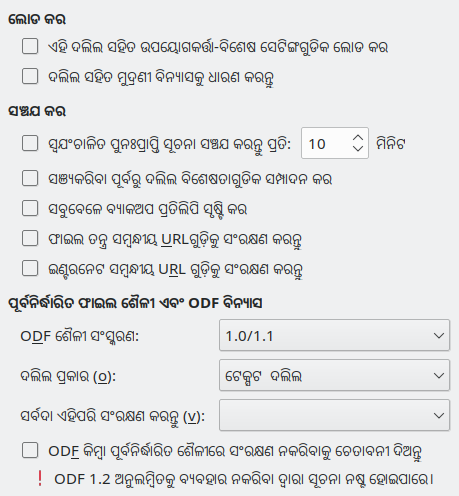 ଲୋଡ କର
ଏହି ଦଲିଲ ସହିତ ଉପୟୋଗକର୍ତ୍ତା-ବିଶେଷ ସେଟିଙ୍ଗଗୁଡିକ ଲୋଡ କର
ଦଲିଲ ସହିତ ମୁଦ୍ରଣୀ ବିନ୍ୟାସକୁ ଧାରଣ କରନ୍ତୁ
ସଞ୍ଚୟ କର
ସ୍ୱୟଂଚାଳିତ ପୁନଃପ୍ରାପ୍ତି ସୂଚନା ସଞ୍ଚୟ କରନ୍ତୁ ପ୍ରତି: 10 ମିନିଟ
ସଞ୍ଚୟକରିବା ପୂର୍ବରୁ ଦଲିଲ ବିଶେଷତାଗୁଡିକ ସମ୍ପାଦନ କର
ସବୁବେଳେ ବ୍ୟାକଅପ ପ୍ରତିଲିପି ସୃଷ୍ଟି କର
ଫାଇଲ ତନ୍ତ୍ର ସମ୍ବନ୍ଧୀୟ URLଗୁଡ଼ିକୁ ସଂରକ୍ଷଣ କରନ୍ତୁ
ଇଣ୍ଟରନେଟ ସମ୍ବନ୍ଧୀୟ URL ଗୁଡ଼ିକୁ ସଂରକ୍ଷଣ କରନ୍ତୁ
ପୂର୍ବନିର୍ଦ୍ଧାରିତ ଫାଇଲ ଶୈଳୀ ଏବଂ ODF ବିନ୍ୟାସ
ODF ଶୈଳୀ ସଂସ୍କରଣ: 1.0/1.1
ଦଲିଲ ପ୍ରକାର (o): ଟେକ୍ସଟ ଦଲିଲ
ସର୍ବଦା ଏହିପରି ସଂରକ୍ଷଣ କରନ୍ତୁ (v):
ODF କିମ୍ବା ପୂର୍ବନିର୍ଦ୍ଧାରିତ ଶୈଳୀରେ ସଂରକ୍ଷଣ ନକରିବାକୁ ଚେତାବନୀ ଦିଅନ୍ତୁ
! ODF 1.2 ଅନୁଲମ୍ବିତକୁ ବ୍ୟବହାର ନକରିବା ଦ୍ୱାରା ସୂଚନା ନଷ୍ଟ ହୋଇପାରେ।